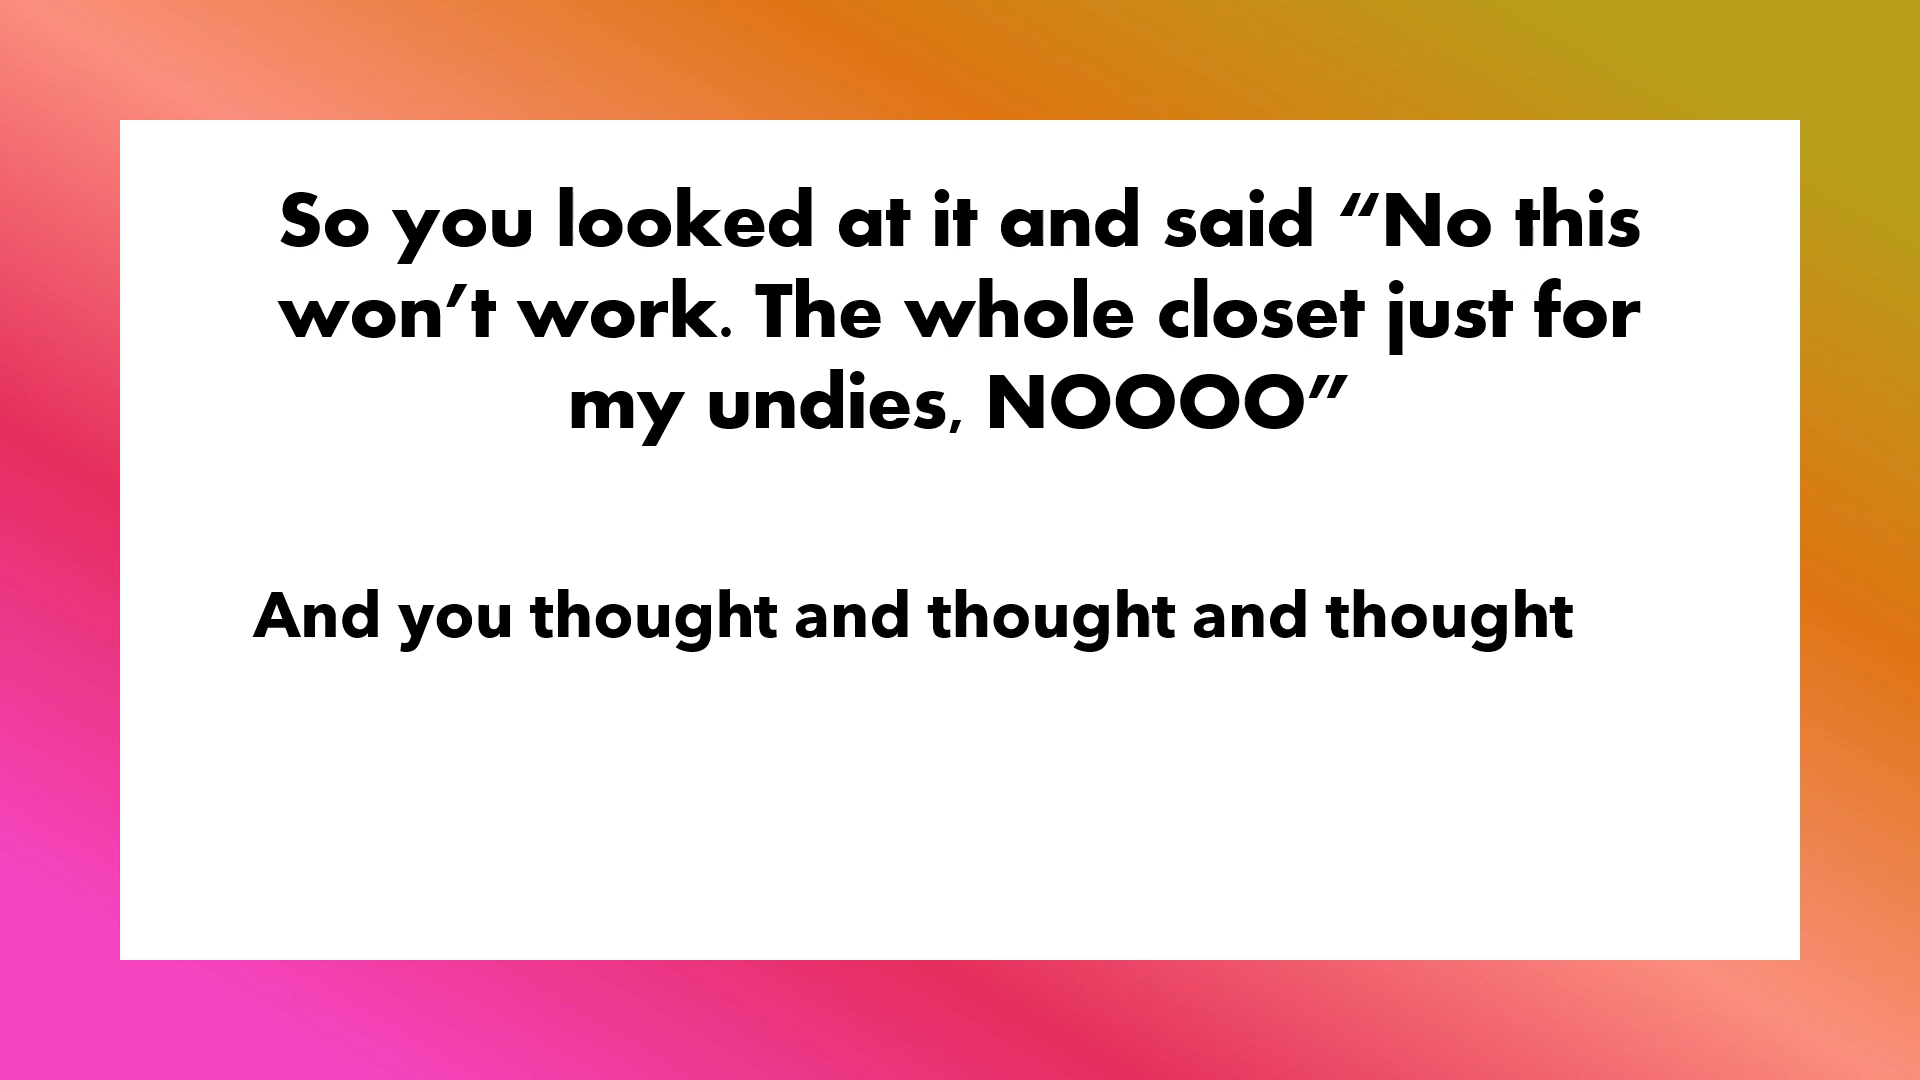 So you looked at it and said “No this
won’t work. The whole closet just for
my undies, NOOOO”
And you thought and thought and thought